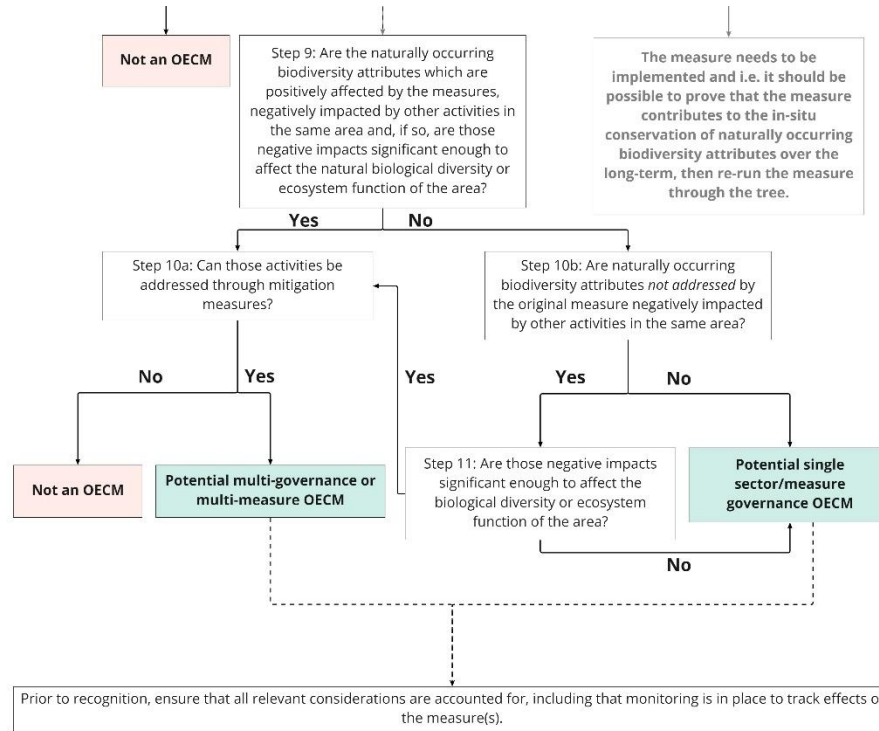 Not an OECM
Step 9: Are the naturally occurring
biodiversity attributes which are
positively affected by the measures,
negatively impacted by other activities in
the same area and, if so, are those
negative impacts significant enough to
affect the natural biological diversity or
ecosystem function of the area?
The measure needs to be
implemented and i.e. it should be
possible to prove that the measure
contributes to the in-situ
conservation of naturally occurring
biodiversity attributes over the
long-term, then re-run the measure
through the tree.
Yes
No
Step 10a: Can those activities be
addressed through mitigation
measures?
Step 10b: Are naturally occurring
biodiversity attributes not addressed by
the original measure negatively impacted
by other activities in the same area?
No
Yes
Yes
Yes
No
Not an OECM
Potential multi-governance or
multi-measure OECM
Step 11: Are those negative impacts
significant enough to affect the
biological diversity or ecosystem
function of the area?
Potential single
sector/measure
governance OECM
No
Prior to recognition, ensure that all relevant considerations are accounted for, including that monitoring is in place to track effects o
the measure(s).